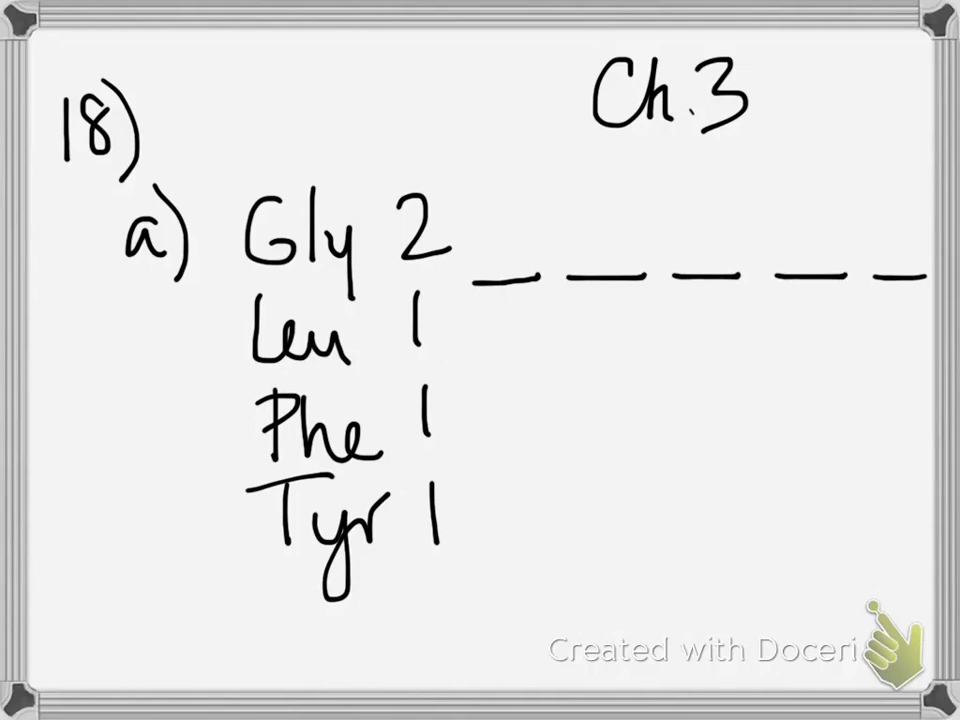 Ch.3
18)
a) Gly 2 _ _ _ _ _
Leu 1
Phe 1
Tyr 1
Created with Doceri